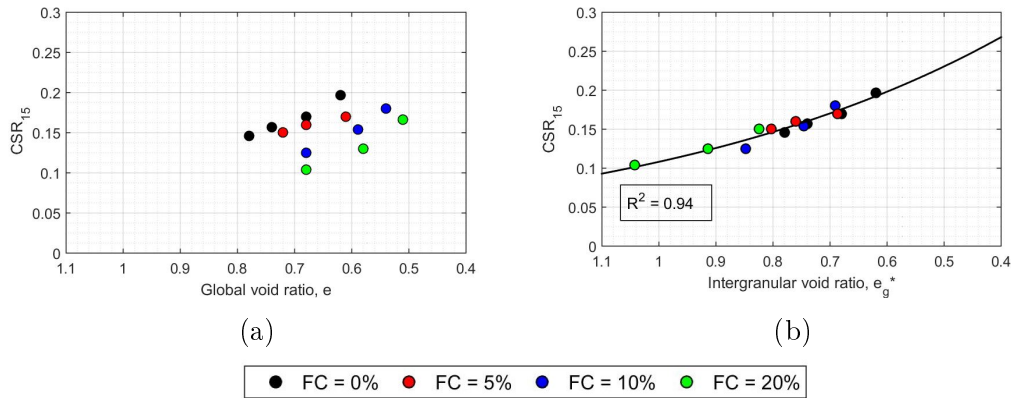 0.3
0.25
0.2
0.15
0.1
0.05
0
CSR15
1.1 1 0.9 0.8 0.7 0.6 0.5 0.4
Global void ratio, e
(a)
0.3
0.25
0.2
0.15
0.1
0.05
0
CSR15
R2 = 0.94
1.1 1 0.9 0.8 0.7 0.6 0.5 0.4
Intergranular void ratio, eg*
(b)
FC = 0% FC = 5% FC = 10% FC = 20%